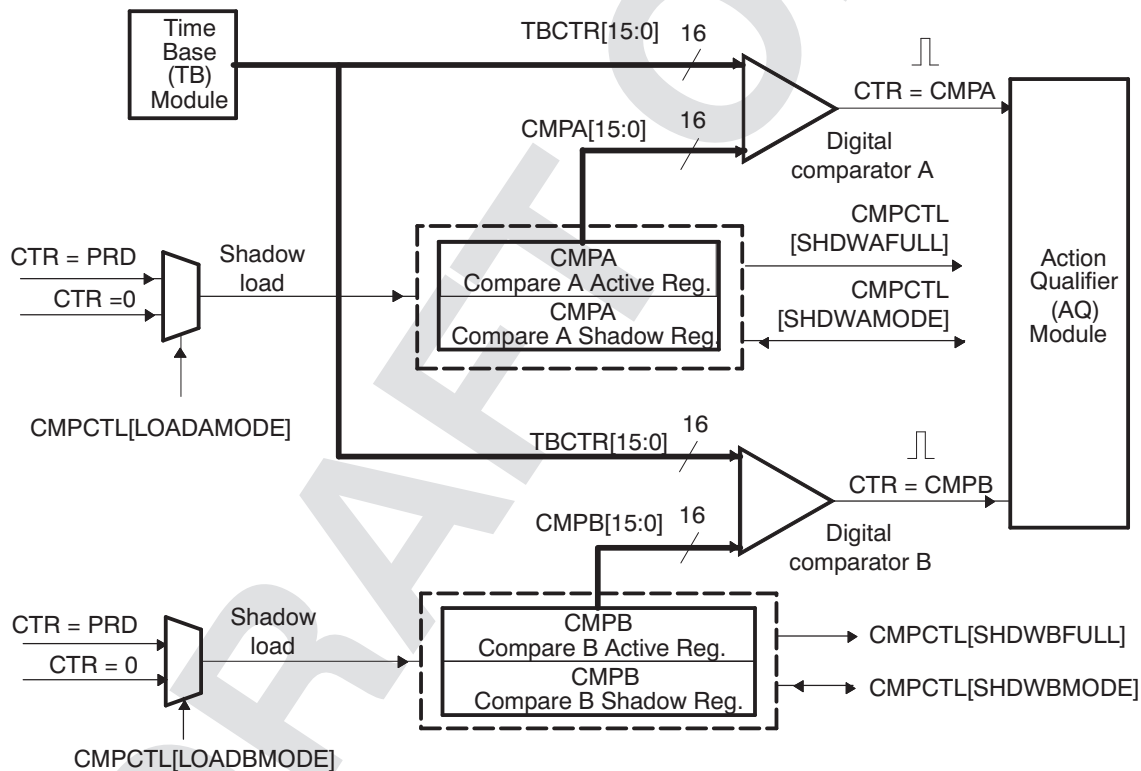 Time
Base
(TB)
Module
TBCTR[15:0]
16
CTR = CMPA
CMPA[15:0]
16
Digital
comparator A
CMPCTL
[SHDWAFULL]
CTR = PRD
CTR =0
Shadow
load
CMPA
Compare A Active Reg.
CMPA
Compare A Shadow Reg.
CMPCTL
[SHDWAMODE]
Action
Qualifier
(AQ)
Module
CMPCTL[LOADAMODE]
TBCTR[15:0]
16
CTR = CMPB
CMPB[15:0]
16
Digital
comparator B
CTR = PRD
CTR = 0
Shadow
load
CMPB
Compare B Active Reg.
CMPB
Compare B Shadow Reg.
CMPCTL[SHDWBFULL]
CMPCTL[SHDWBMODE]
CMPCTL[LOADBMODE]
DRAFT O